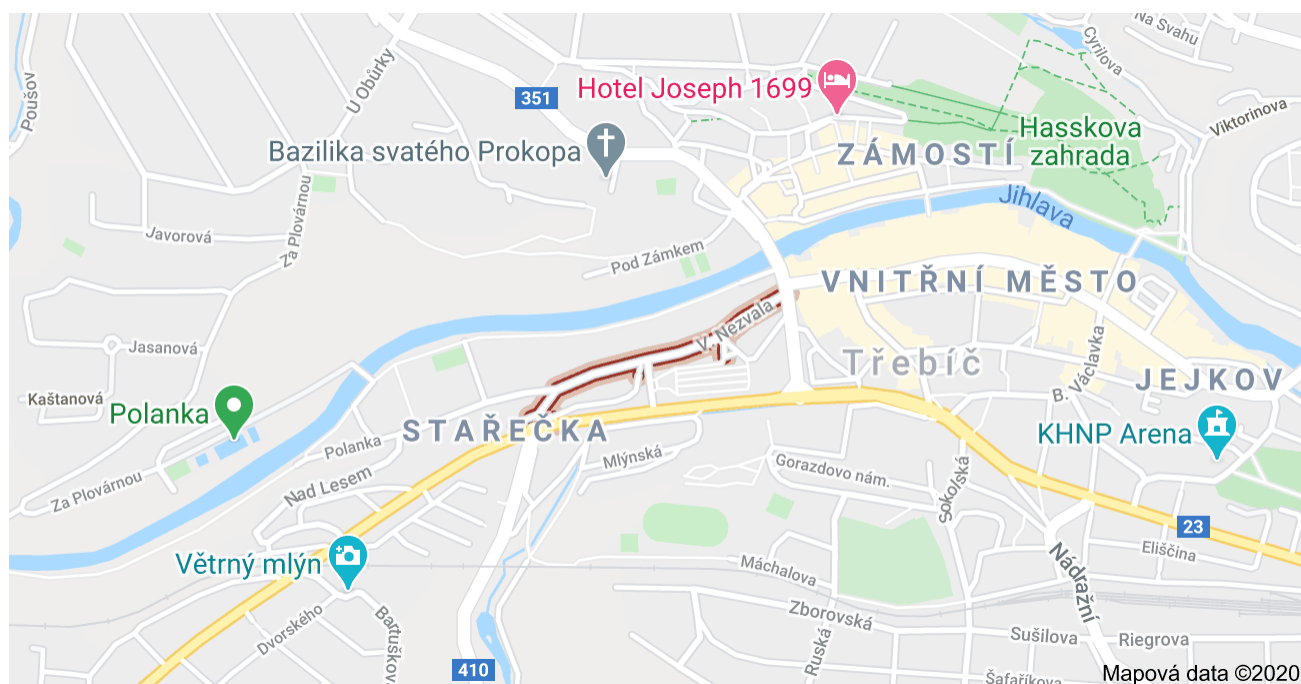 Na Svahu
Cyrilova
Poušov
U Obůrky
351
Hotel Joseph 1699
Viktorinova
Hasskova
zahrada
Bazilika svatého Prokopa
ZÁMOSTÍ
Jihlava
Javorová
Za Plovárnou
Pod Zámkem
VNITŘNÍ MĚSTO
V. Nezvala
Jasanová
Třebíč
B. Václavka
JEJKOV
Kaštanová
Polanka
STAŘEČKA
KHNP Arena
Polanka
Mlýnská
Gorazdovo nám.
Sokolská
Za Plovárnou
Nad Lesem
23
Eliščina
Větrný mlýn
Máchalova
Nádražní
Dvorského
Bartuškova
Zborovská
Ruská
Sušilova
Riegrova
410
Šafaříkova
Mapová data ©2020